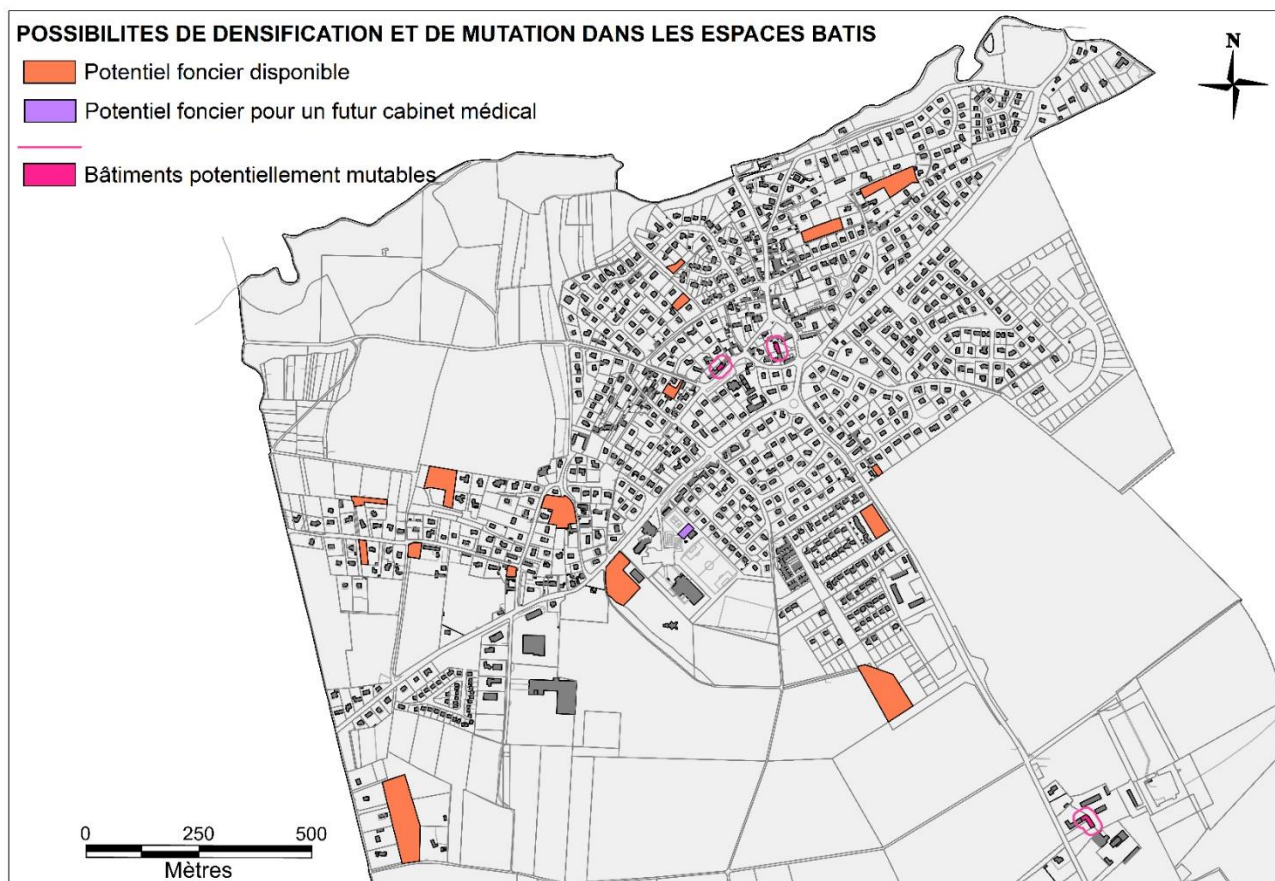 POSSIBILITES DE DENSIFICATION ET DE MUTATION DANS LES ESPACES BATIS
N
Potentiel foncier disponible
Potentiel foncier pour un futur cabinet médical
Bâtiments potentiellement mutables
0 250 500
Mètres